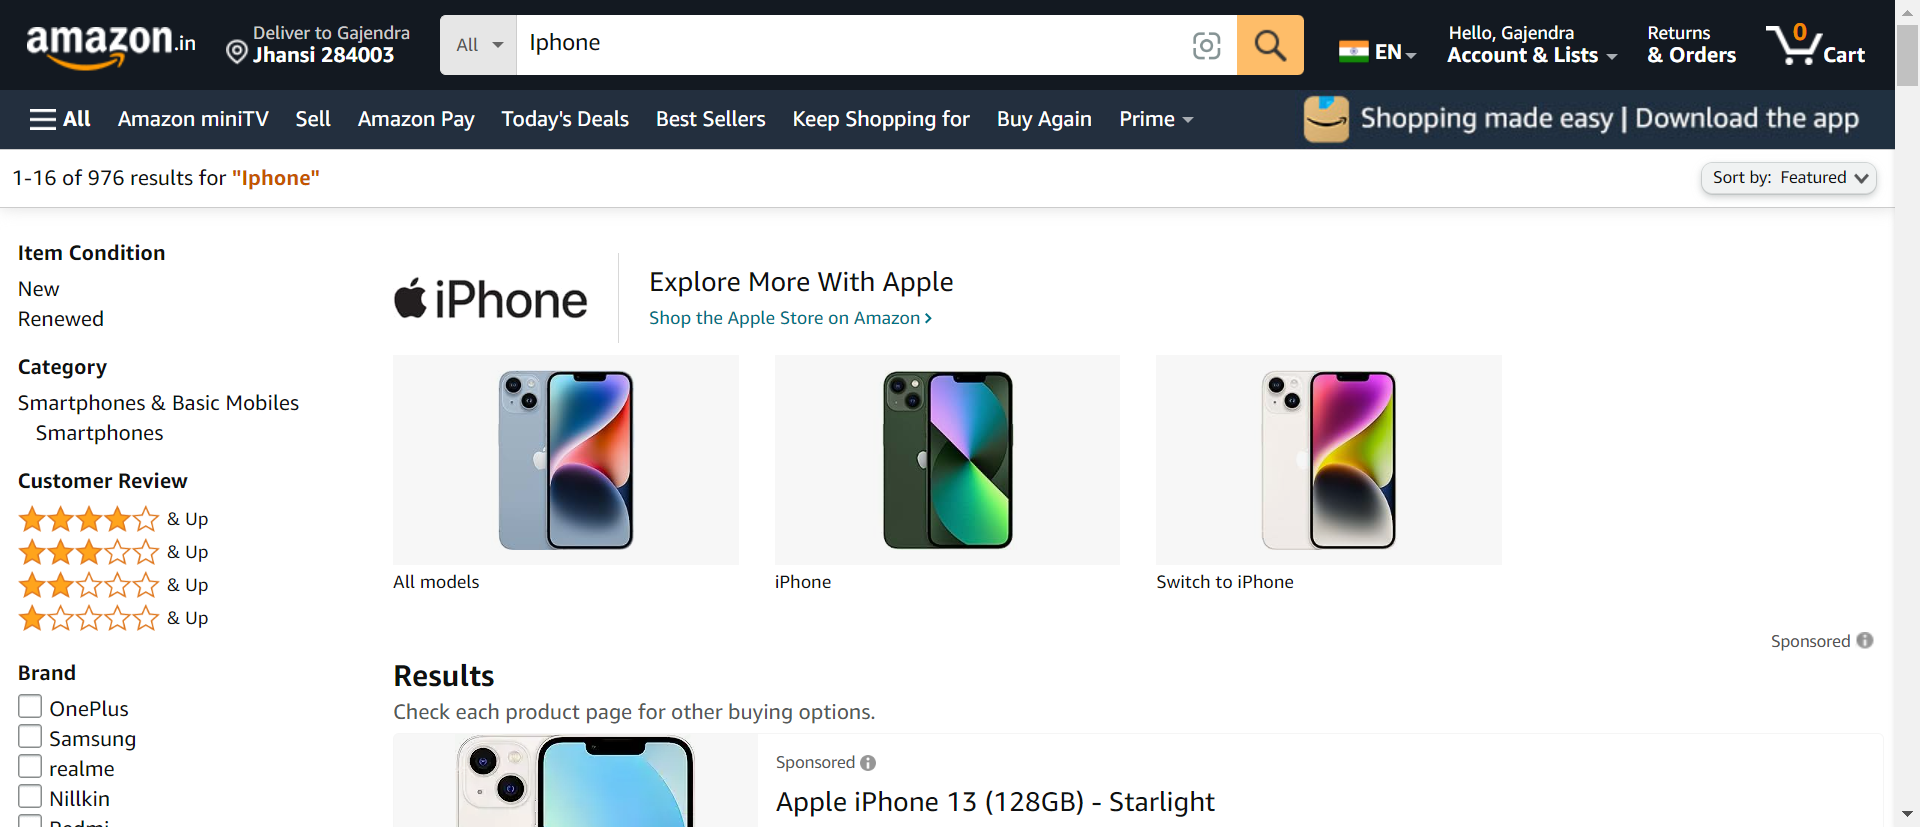 amazon.in
Deliver to Gajendra
Jhansi 284003
All
Iphone
EN
Hello, Gajendra
Account & Lists
Returns
& Orders
0
Cart
All
Amazon miniTV
Sell
Amazon Pay
Today's Deals
Best Sellers
Keep Shopping for
Buy Again
Prime
Shopping made easy | Download the app
1-16 of 976 results for "Iphone"
Sort by: Featured
Item Condition
New
Renewed
Category
Smartphones & Basic Mobiles
Smartphones
Customer Review
& Up
& Up
& Up
& Up
Brand
OnePlus
Samsung
realme
Nillkin
Redmi
iPhone
Explore More With Apple
Shop the Apple Store on Amazon
All models
iPhone
Switch to iPhone
Sponsored
Results
Check each product page for other buying options.
Sponsored
Apple iPhone 13 (128GB) - Starlight